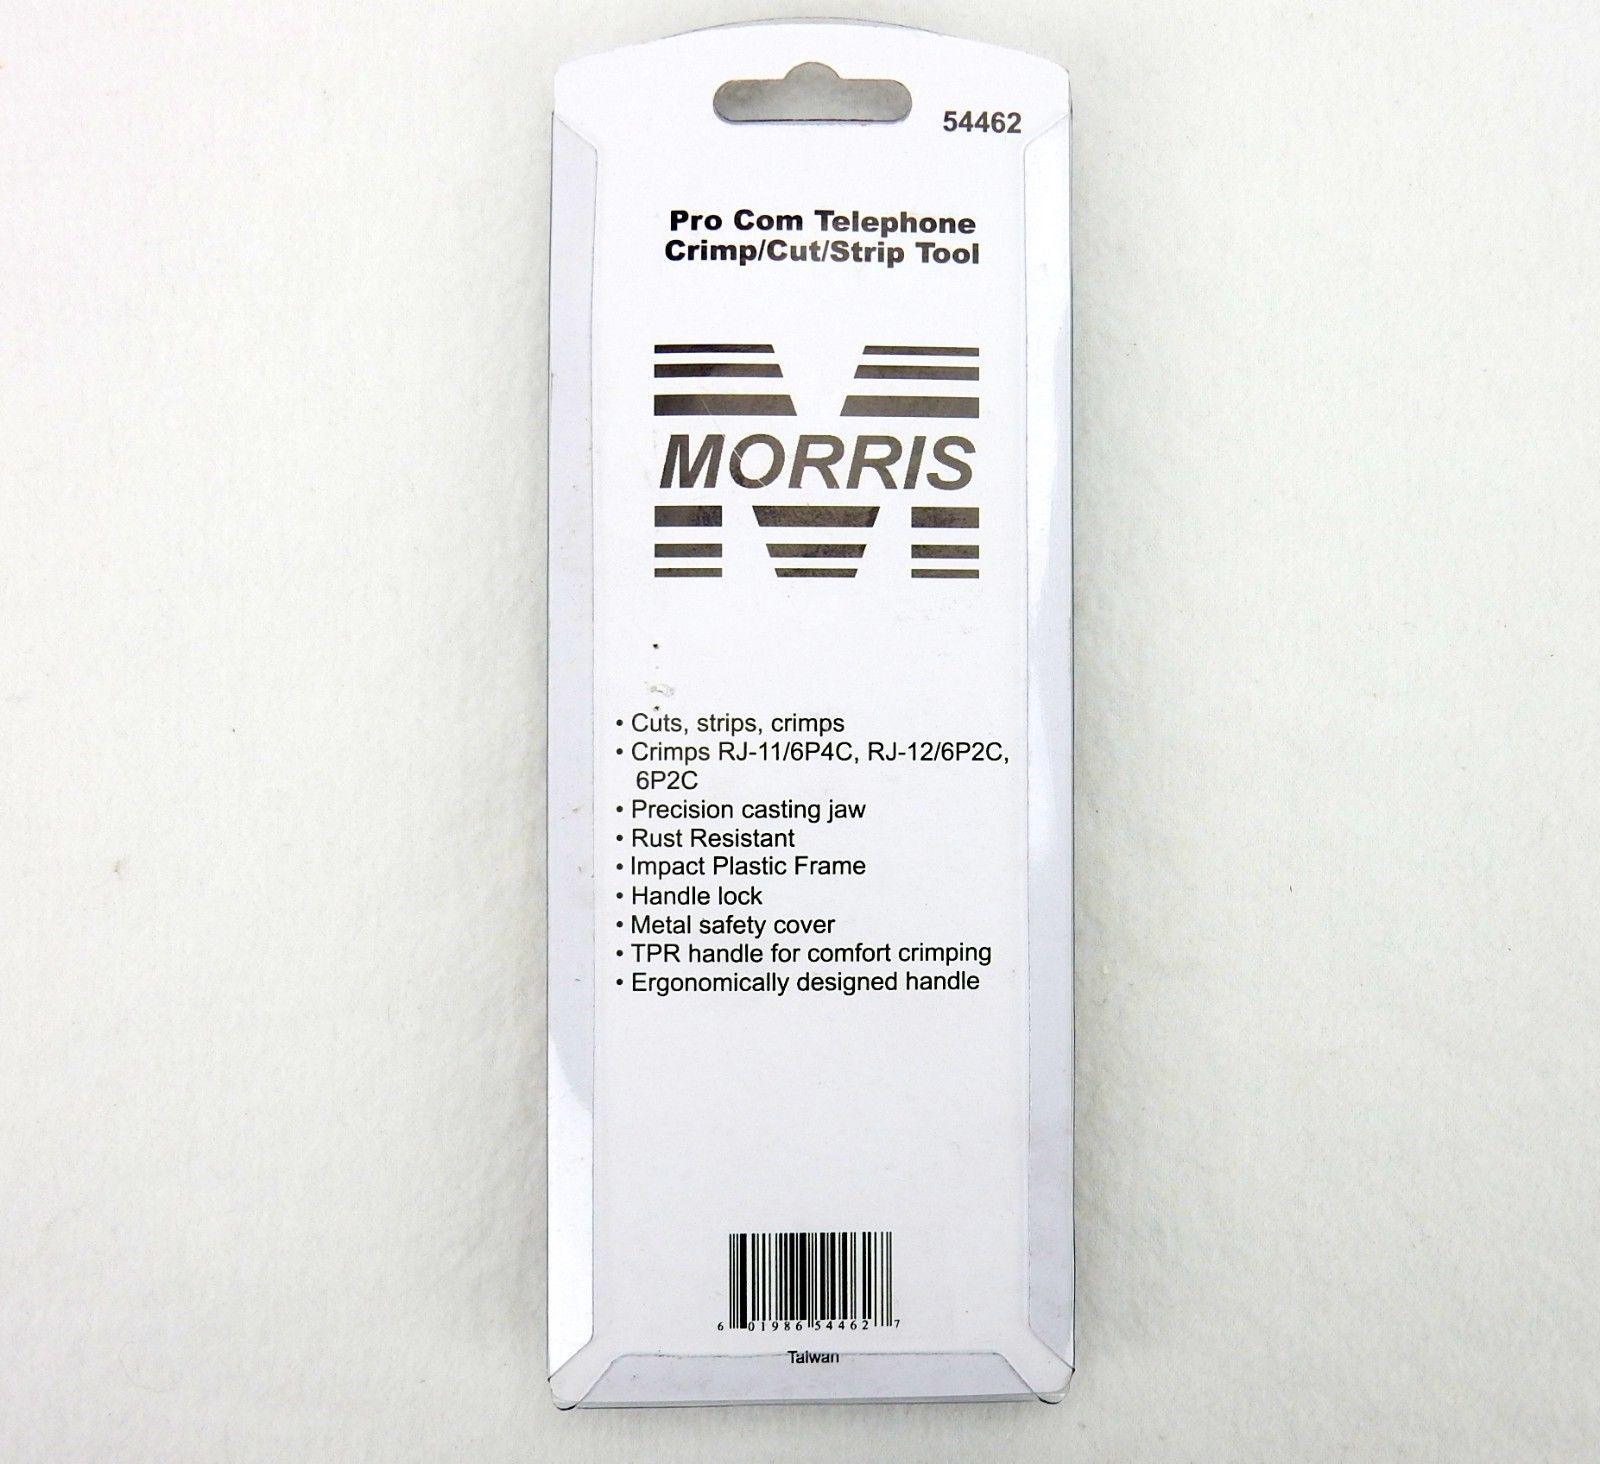 54462
Pro Com Telephone
Crimp/Cut/Strip Tool
MORRIS
• Cuts, strips, crimps
• Crimps RJ-11/6P4C, RJ-12/6P2C,
6P2C
• Precision casting jaw
• Rust Resistant
• Impact Plastic Frame
• Handle lock
• Metal safety cover
• TPR handle for comfort crimping
• Ergonomically designed handle
6 01986 54462 7
Taiwan